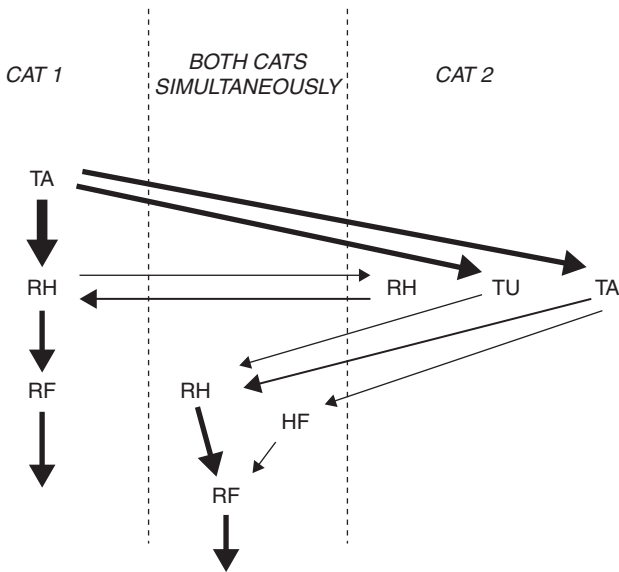 CAT 1
BOTH CATS
SIMULTANEOUSLY
CAT 2
TA
RH
RH
TU
TA
RF
RH
HF
RF